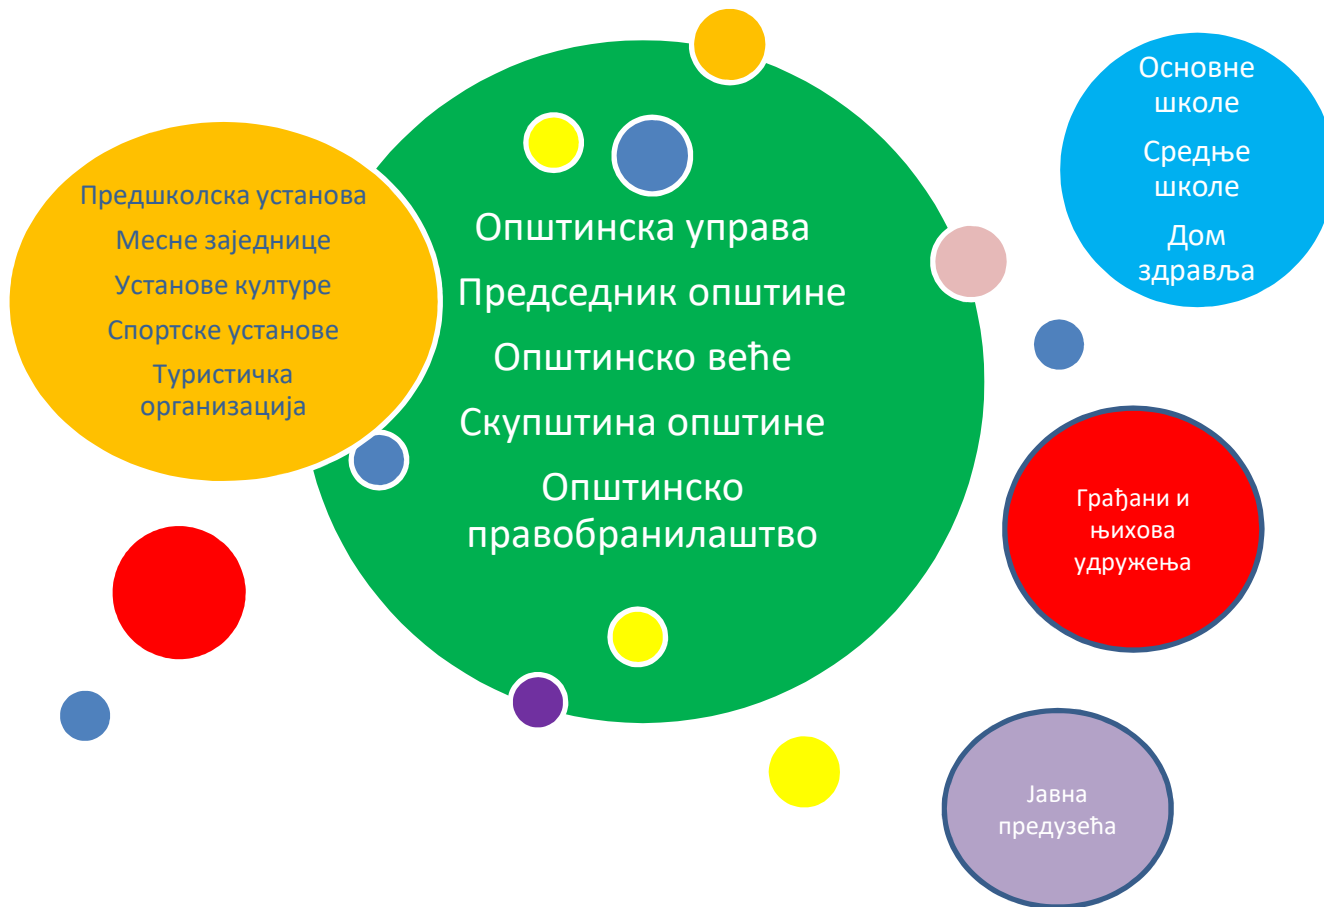 Предшколска установа
Месне заједнице
Установе културе
Спортске установе
Туристичка
организација
Општинска управа
Председник општине
Општинско веће
Скупштина општине
Општинско
правобранилаштво
Основне
школе
Средње
школе
Дом
здравља
Грађани и
њихова
удружења
Јавна
предузећа